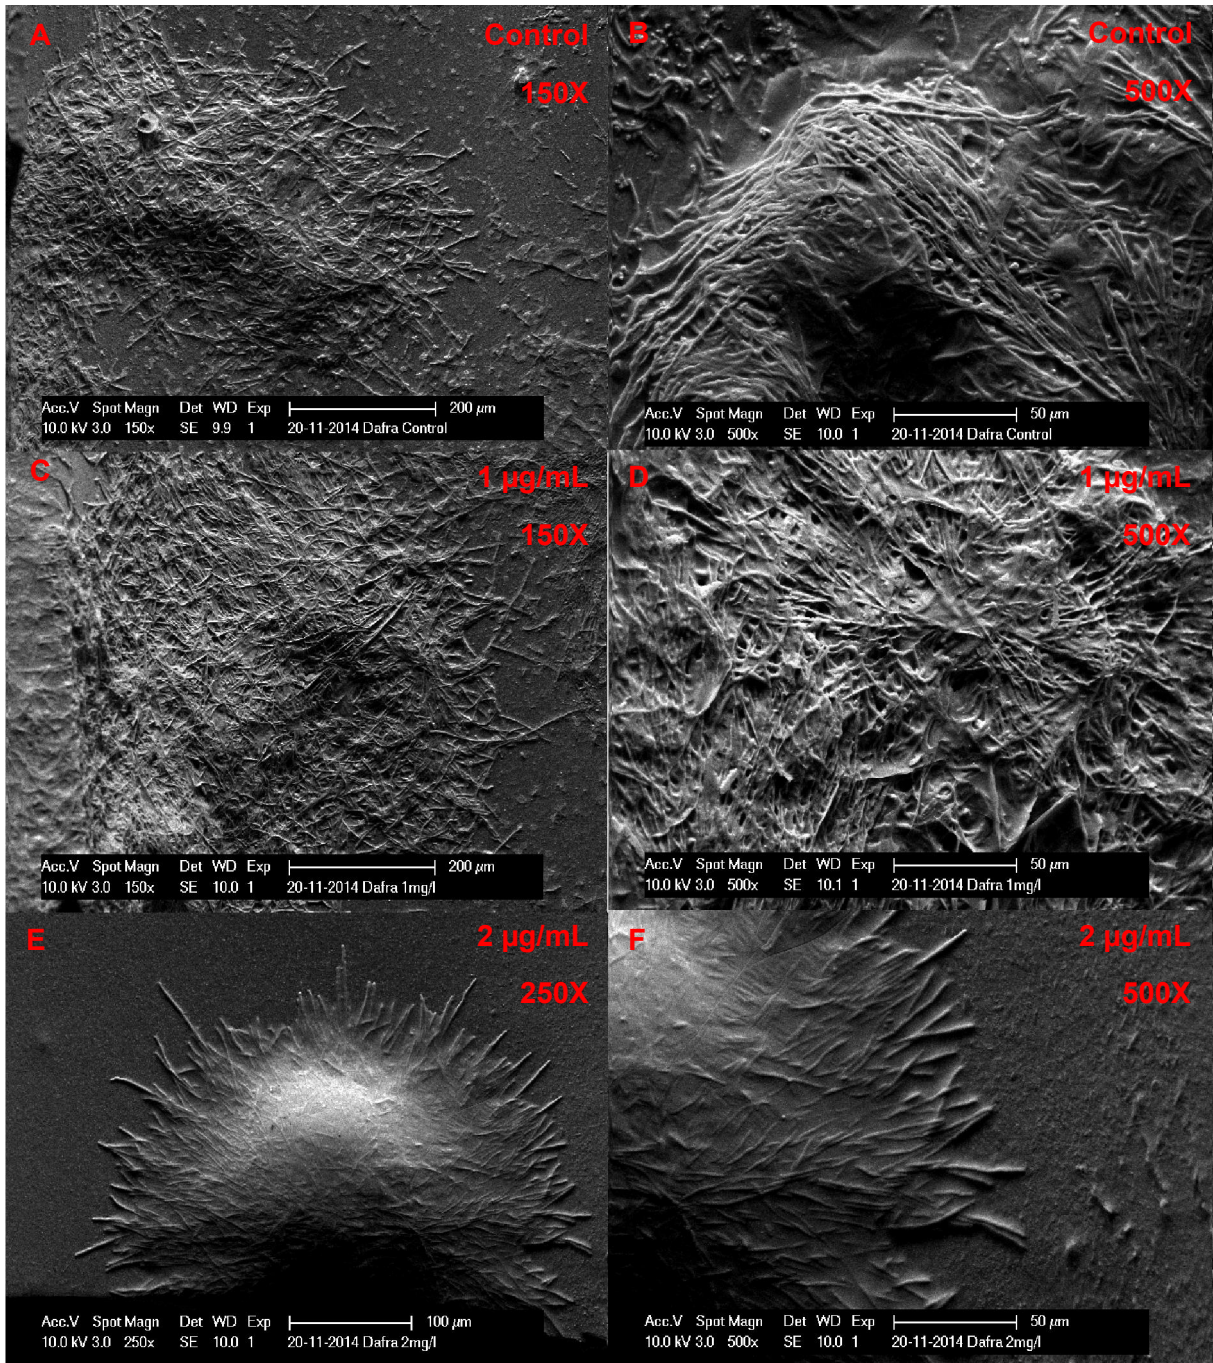 A
Control
150X
Acc.V Spot Magn Det WD Exp 200 µm
10.0 kV 3.0 150x SE 9.9 1 20-11-2014 Dafra Control
B
Control
500X
Acc.V Spot Magn Det WD Exp 50 µm
10.0 kV 3.0 500x SE 10.0 1 20-11-2014 Dafra Control
C
1 µg/mL
150X
Acc.V Spot Magn Det WD Exp 200 µm
10.0 kV 3.0 150x SE 10.0 1 20-11-2014 Dafra 1mg/l
D
1 µg/mL
500X
Acc.V Spot Magn Det WD Exp 50 µm
10.0 kV 3.0 500x SE 10.1 1 20-11-2014 Dafra 1mg/l
E
2 µg/mL
250X
Acc.V Spot Magn Det WD Exp 100 µm
10.0 kV 3.0 250x SE 10.0 1 20-11-2014 Dafra 2mg/l
F
2 µg/mL
500X
Acc.V Spot Magn Det WD Exp 50 µm
10.0 kV 3.0 500x SE 10.0 1 20-11-2014 Dafra 2mg/l